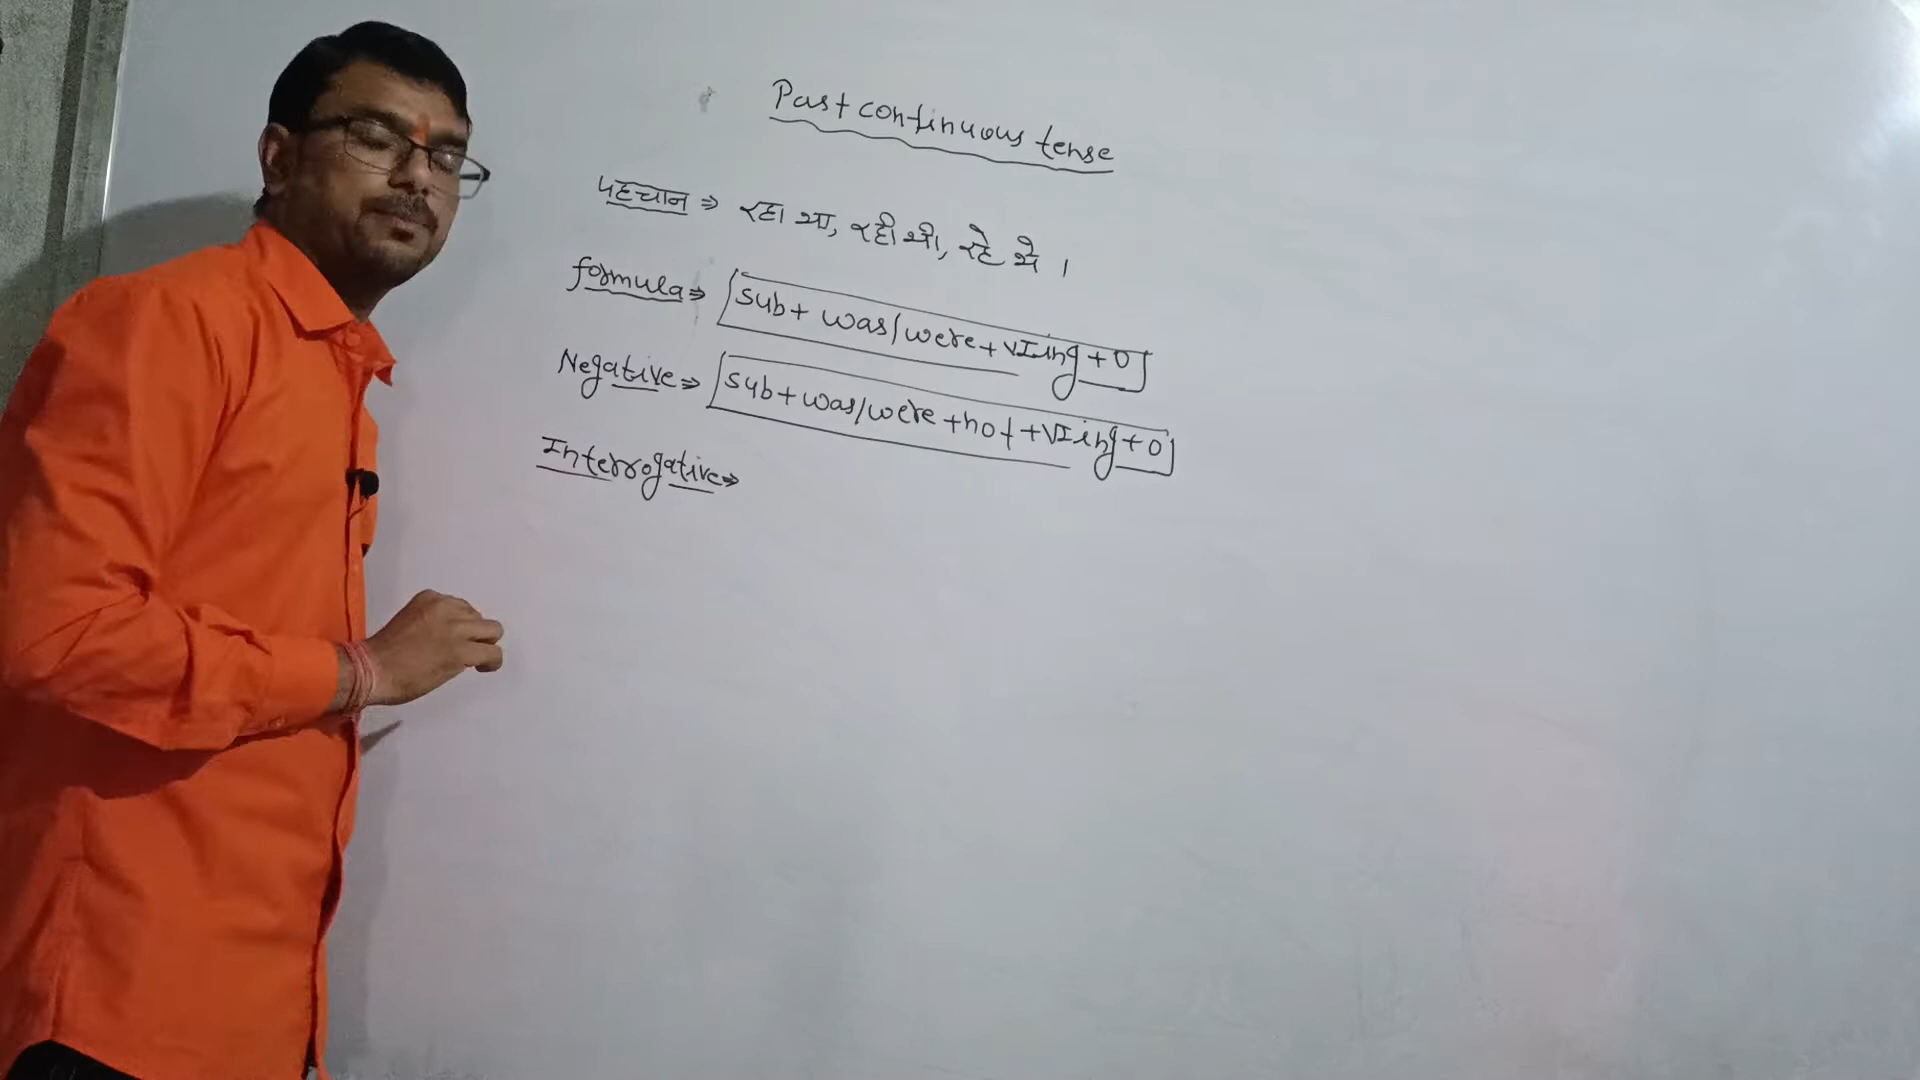 Past continuous tense
पहचान ⇒ रहा था, रही थी, रहे थे ।
formula ⇒ sub + was/were + VIing + O
Negative ⇒ sub + was/were + not + VIing + O
Interrogative ⇒